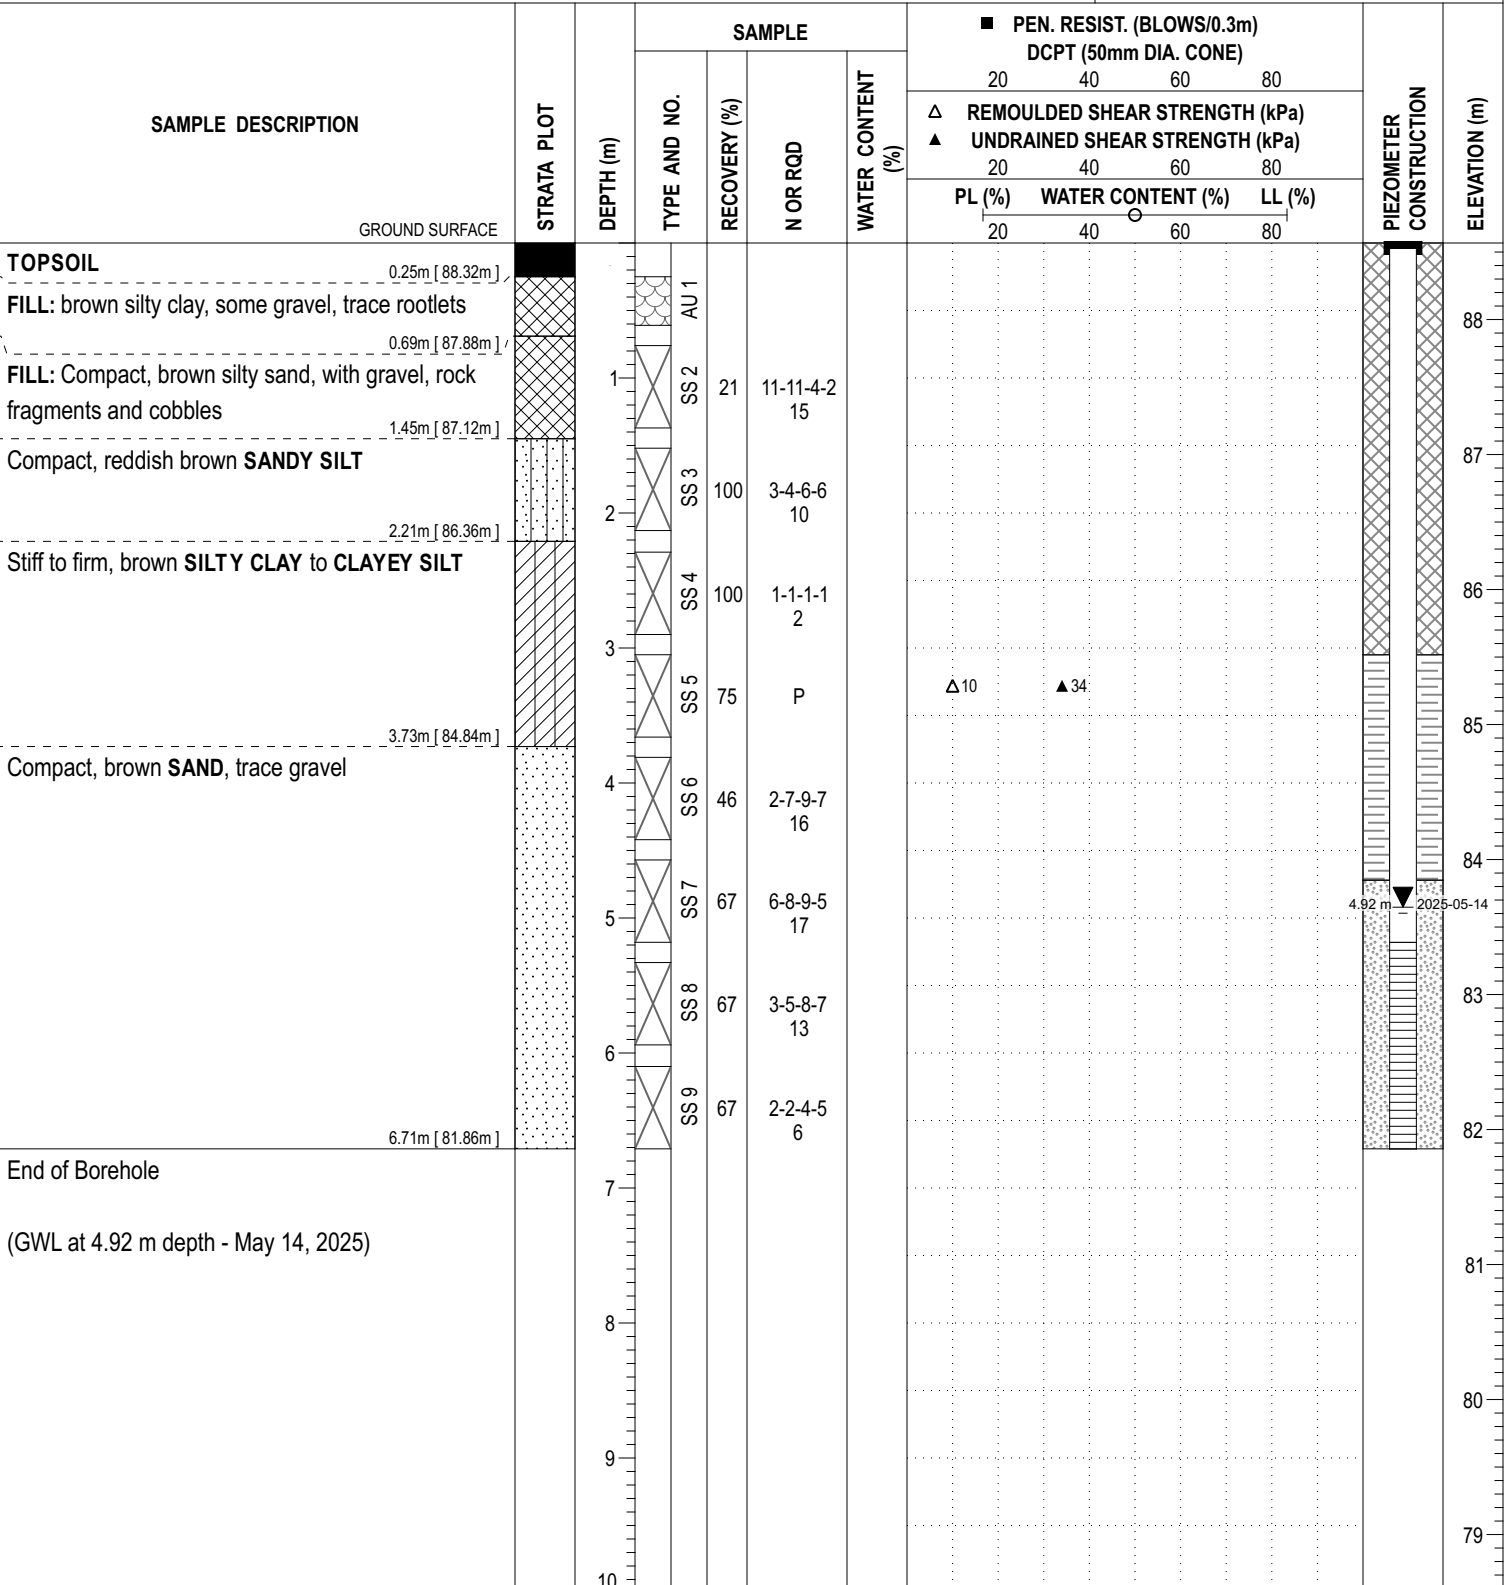 SAMPLE
■ PEN. RESIST. (BLOWS/0.3m)
DCPT (50mm DIA. CONE)
20 40 60 80
△ REMOULDED SHEAR STRENGTH (kPa)
▲ UNDRAINED SHEAR STRENGTH (kPa)
20 40 60 80
PL (%) WATER CONTENT (%) LL (%)
20 40 60 80
SAMPLE DESCRIPTION
STRATA PLOT
DEPTH (m)
TYPE AND NO.
RECOVERY (%)
N OR RQD
WATER CONTENT
(%)
PIEZOMETER
CONSTRUCTION
ELEVATION (m)
GROUND SURFACE
TOPSOIL
0.25m [ 88.32m ]
FILL: brown silty clay, some gravel, trace rootlets
AU 1
88
0.69m [ 87.88m ]
FILL: Compact, brown silty sand, with gravel, rock
fragments and cobbles
1
SS 2 21 11-11-4-2
15
1.45m [ 87.12m ]
Compact, reddish brown SANDY SILT
87
SS 3 100 3-4-6-6
10
2
2.21m [ 86.36m ]
Stiff to firm, brown SILTY CLAY to CLAYEY SILT
SS 4 100 1-1-1-1
2
86
3
SS 5 75 P
△10 ▲34
85
3.73m [ 84.84m ]
Compact, brown SAND, trace gravel
4
SS 6 46 2-7-9-7
16
84
SS 7 67 6-8-9-5
17
4.92 m 2025-05-14
5
SS 8 67 3-5-8-7
13
83
6
SS 9 67 2-2-4-5
6
82
6.71m [ 81.86m ]
End of Borehole
7
(GWL at 4.92 m depth - May 14, 2025)
81
8
80
9
79
10